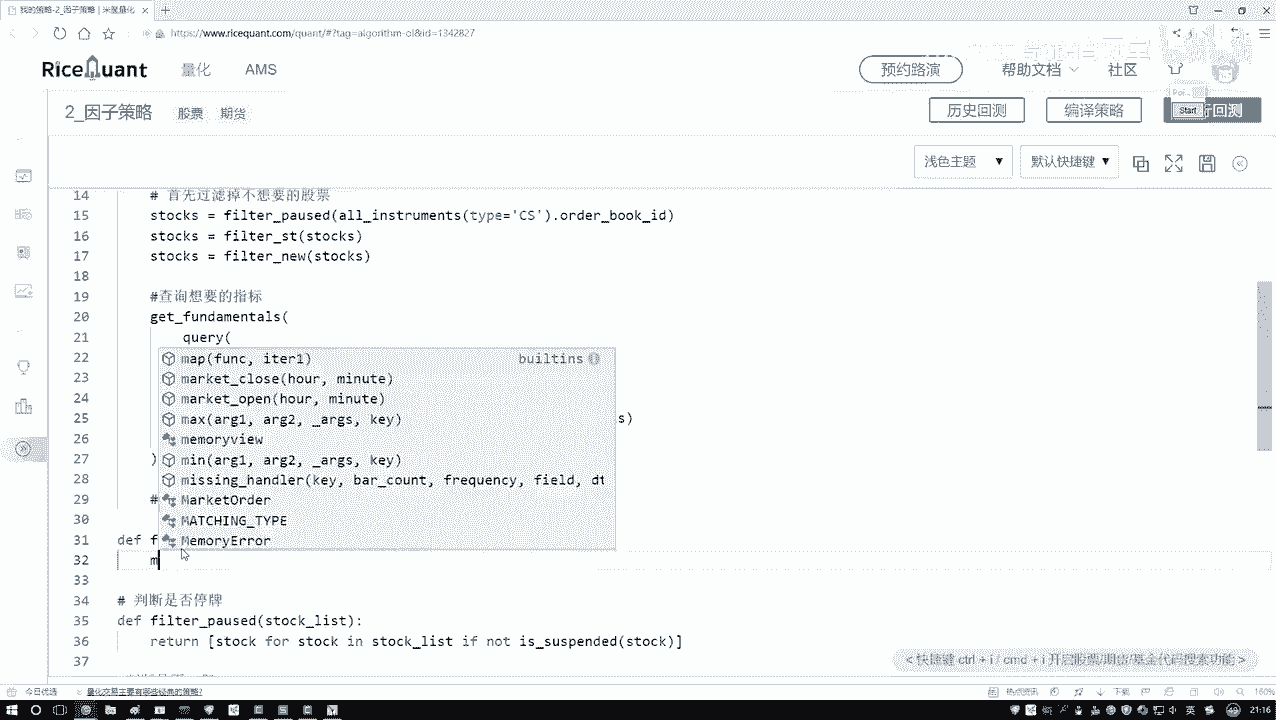 我的策略-2_因子策略 | 米筐量化
https://www.ricequant.com/quant/#?tag=algorithm-ol&id=1342827
RiceQuant 量化 AMS 预约路演 帮助文档 社区
2_因子策略 股票 期货 历史回测 编译策略 Start 回测
浅色主题 默认快捷键
14 # 首先过滤掉不想要的股票
15 stocks = filter_paused(all_instruments(type='CS').order_book_id)
16 stocks = filter_st(stocks)
17 stocks = filter_new(stocks)
18
19 #查询想要的指标
20 get_fundamentals(
21 query(
22 map(func, iter1) builtins
23 market_close(hour, minute)
24 market_open(hour, minute)
25 max(arg1, arg2, _args, key) s)
26 memoryview
27 ) min(arg1, arg2, _args, key)
28 missing_handler(key, bar_count, frequency, field, dt
29 # MarketOrder
30 MATCHING_TYPE
31 def f MemoryError
32 m
33
34 # 判断是否停牌
35 def filter_paused(stock_list):
36 return [stock for stock in stock_list if not is_suspended(stock)]
37
<快捷键 ctrl + i / cmd + i 开启股票/期货/基金代码搜索功能 >
今日优选 量化交易主要有哪些经典的策略? 热点资讯 下载 160%
英 21:16